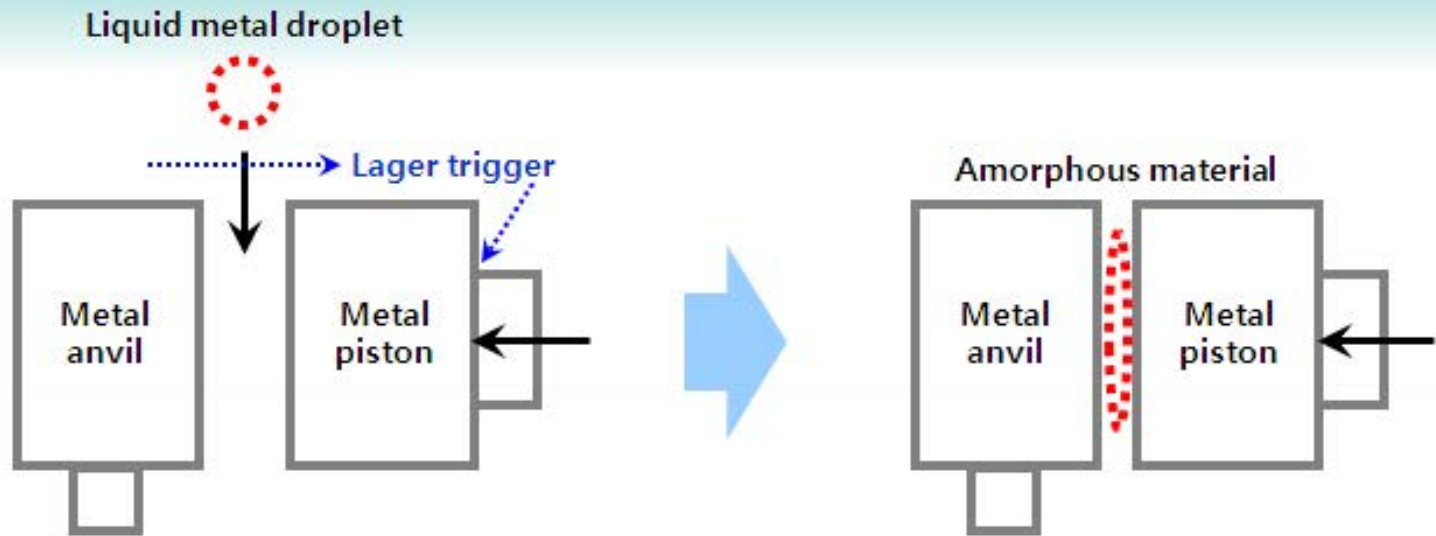 Liquid metal droplet
Lager trigger
Metal
anvil
Metal
piston
Amorphous material
Metal
anvil
Metal
piston